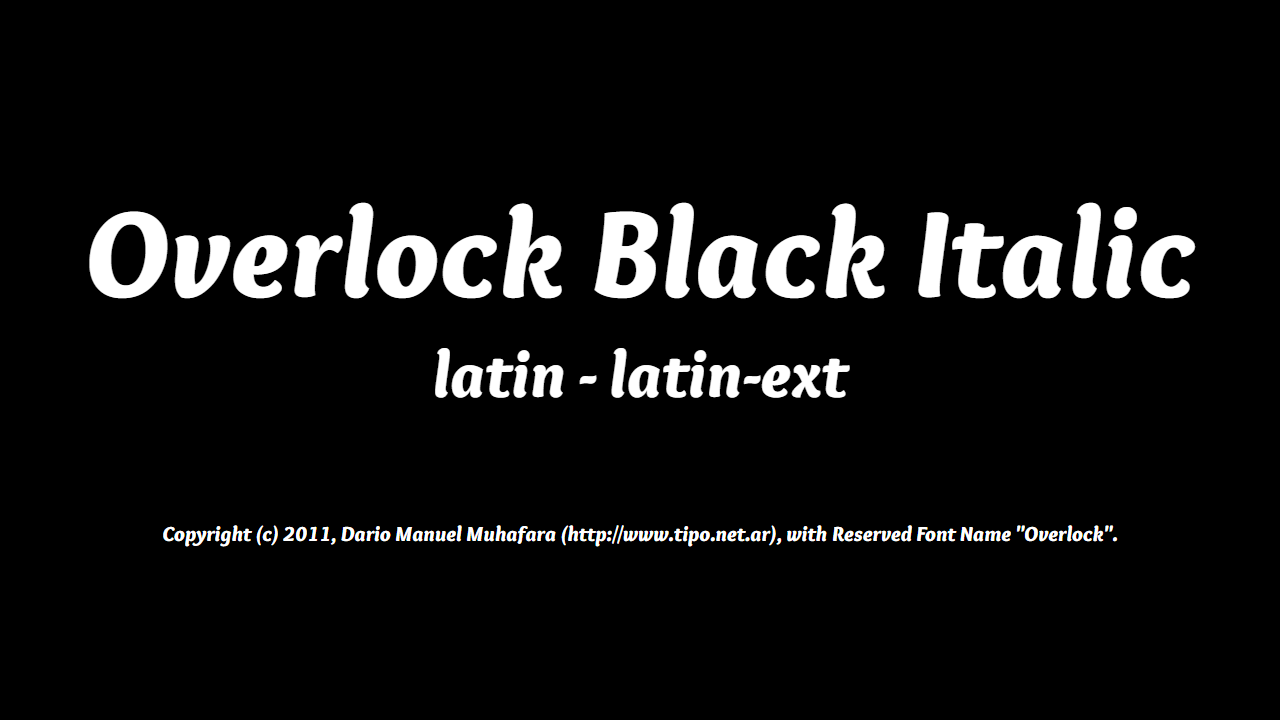 Overlock Black Italic
latin - latin-ext
Copyright (c) 2011, Dario Manuel Muhafara (http://www.tipo.net.ar), with Reserved Font Name "Overlock".